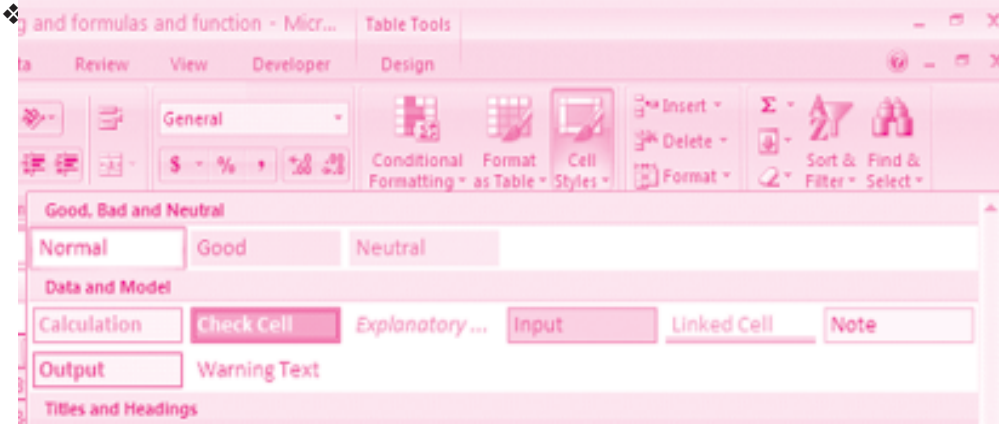 g and formulas and function - Micr... Table Tools
ta Review View Developer Design
General Insert
Conditional Formatting Format as Table Cell Styles Delete Sort & Filter Find & Select
$ % , .00 Format
Good, Bad and Neutral
Normal Good Neutral
Data and Model
Calculation Check Cell Explanatory ... Input Linked Cell Note
Output Warning Text
Titles and Headings